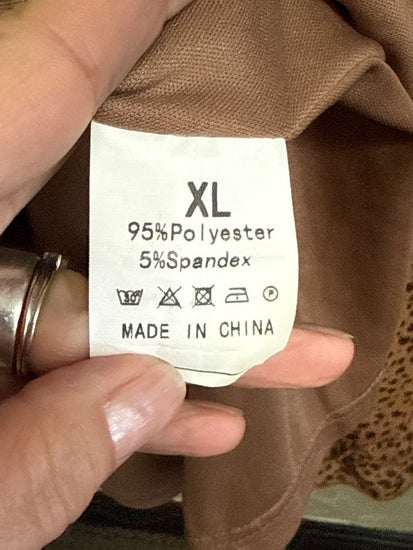 XL
95%Polyester
5%Spandex
MADE IN CHINA